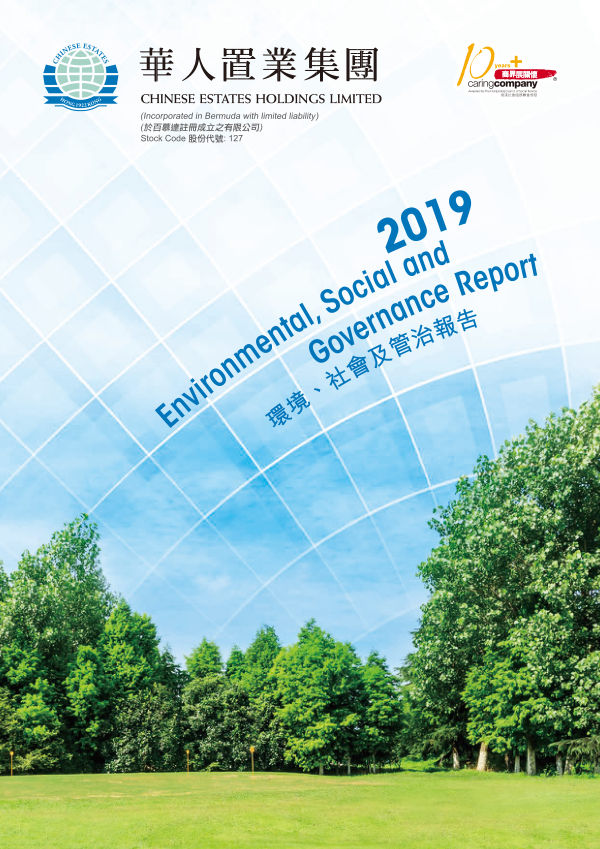 CHINESE ESTATES
HONG 1922 KONG
華人置業集團
CHINESE ESTATES HOLDINGS LIMITED
(Incorporated in Bermuda with limited liability)
(於百慕達註冊成立之有限公司)
Stock Code 股份代號: 127
10 years+
商界展關懷
caringcompany
2019
Environmental, Social and
Governance Report
環境、社會及管治報告